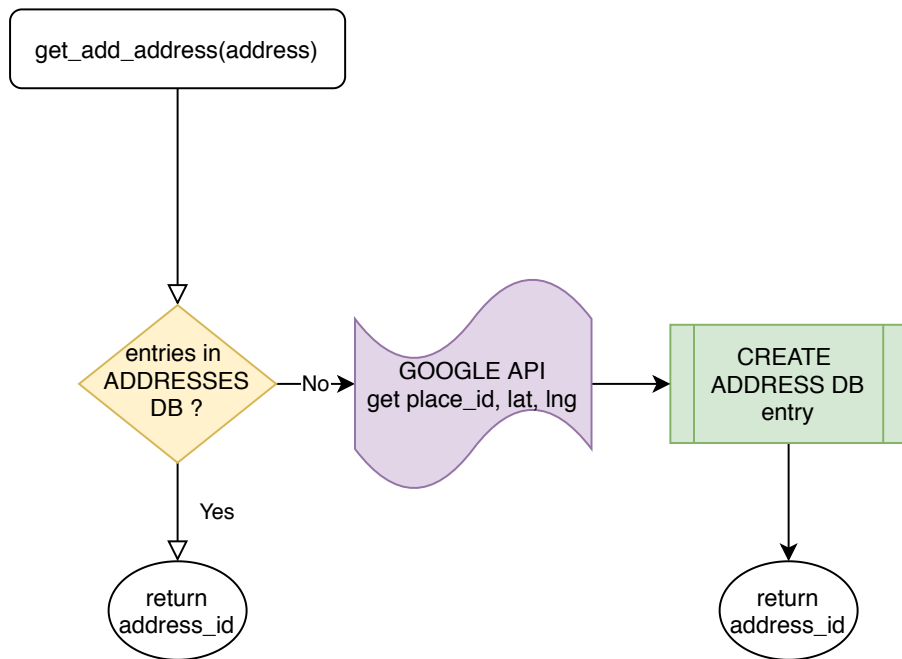 get_add_address(address)
entries in
ADDRESSES
DB ?
No
GOOGLE API
get place_id, lat, lng
CREATE
ADDRESS DB
entry
Yes
return
address_id
return
address_id